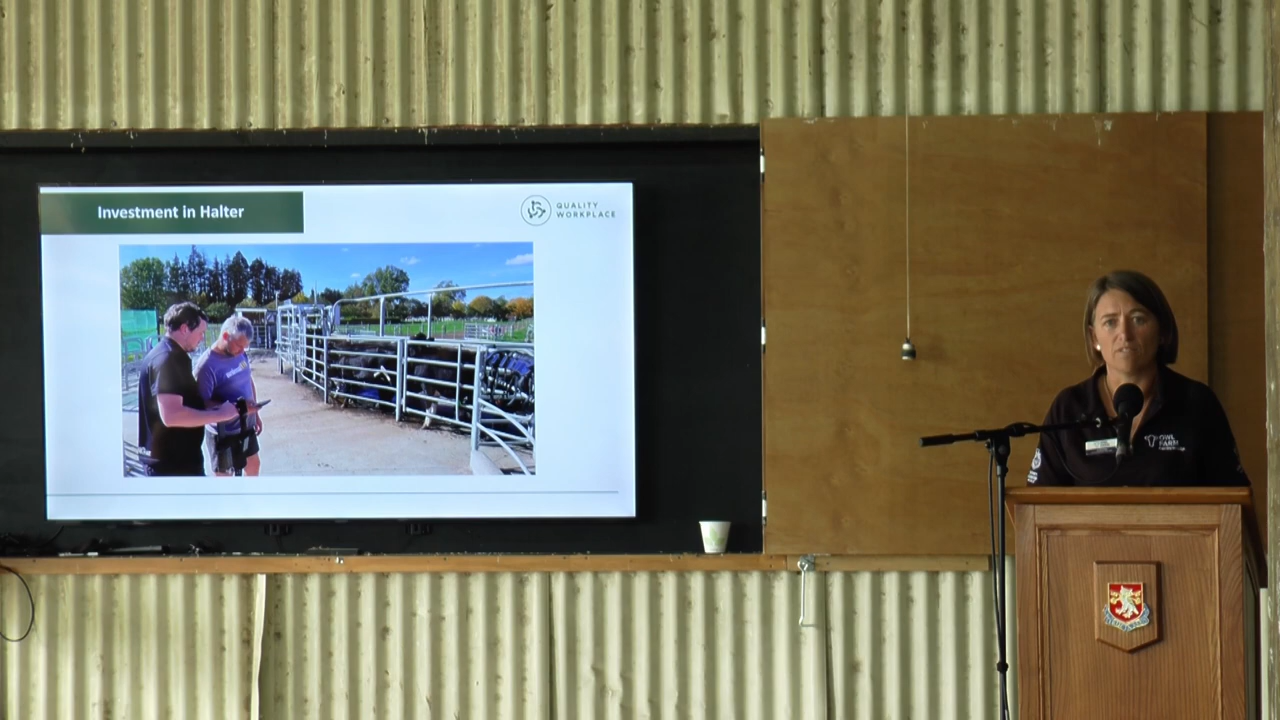 Investment in Halter
QUALITY
WORKPLACE
OWL
FARM